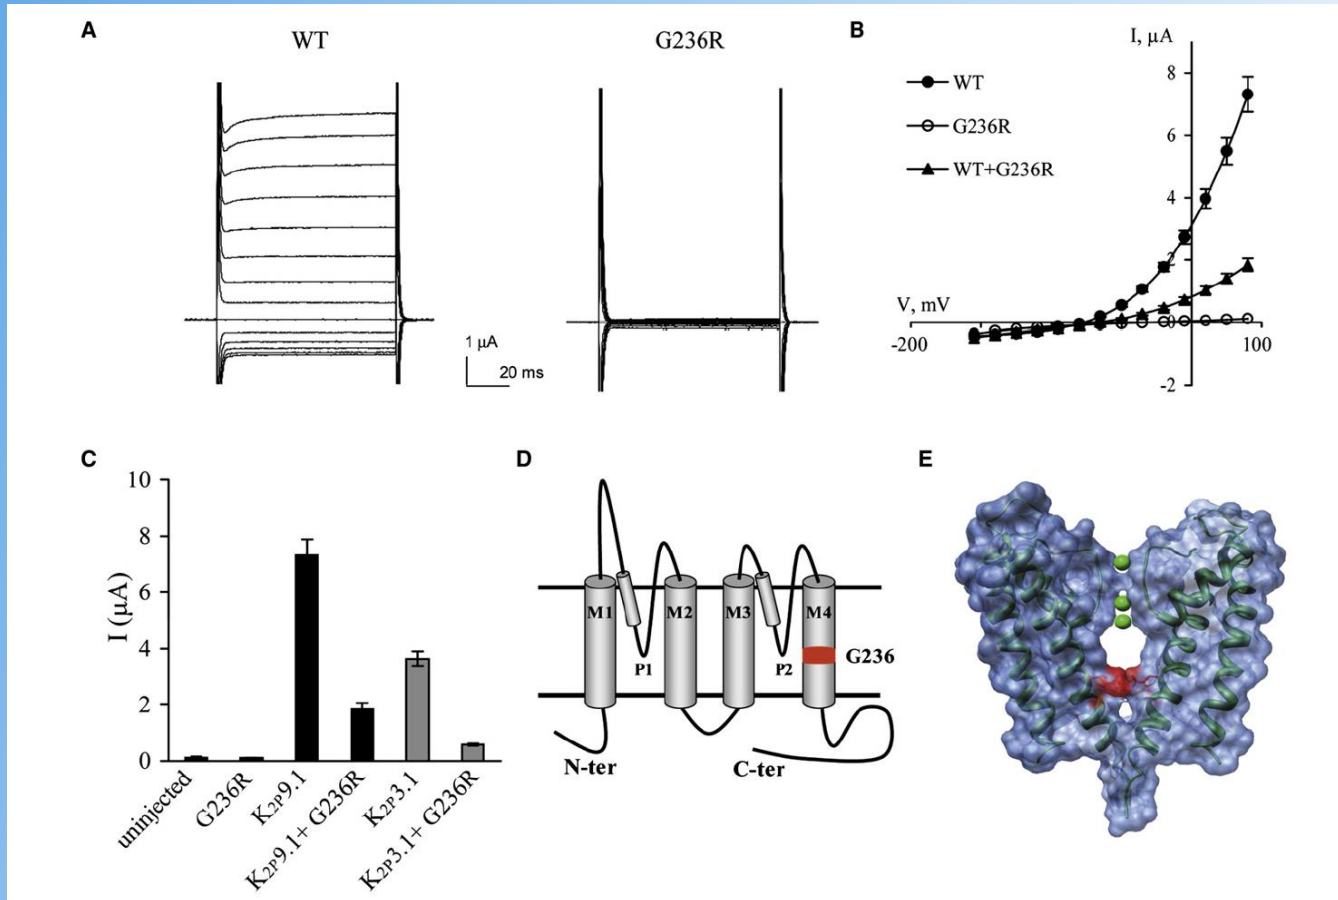 A
WT
G236R
1 µA
20 ms
B
I, µA
WT
G236R
WT+G236R
8
6
4
2
0
-2
V, mV
-200
100
C
I (µA)
10
8
6
4
2
0
uninjected
G236R
K2P9.1
K2P9.1+ G236R
K2P3.1
K2P3.1+ G236R
D
M1
M2
M3
M4
P1
P2
G236
N-ter
C-ter
E